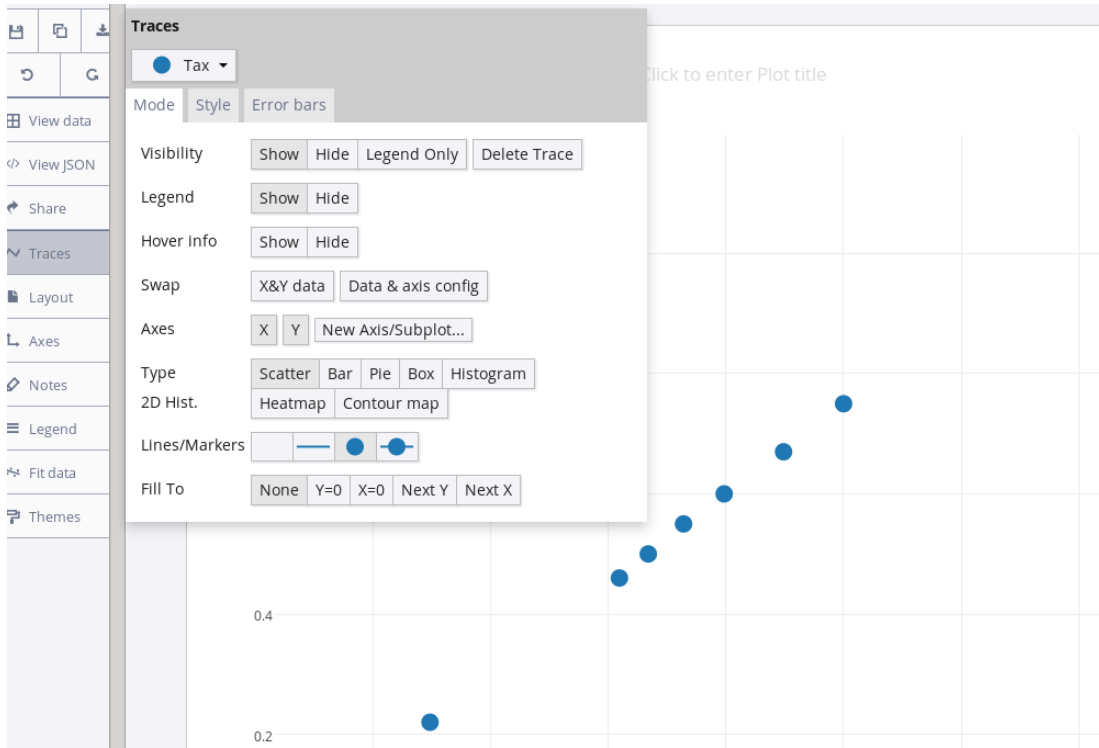 Traces
Tax
Mode Style Error bars
Visibility Show Hide Legend Only Delete Trace
Legend Show Hide
Hover info Show Hide
Swap X&Y data Data & axis config
Axes X Y New Axis/Subplot...
Type Scatter Bar Pie Box Histogram
2D Hist. Heatmap Contour map
Lines/Markers
Fill To None Y=0 X=0 Next Y Next X
View data
</> View JSON
Share
Traces
Layout
Axes
Notes
Legend
Fit data
Themes
Click to enter Plot title
0.4
0.2